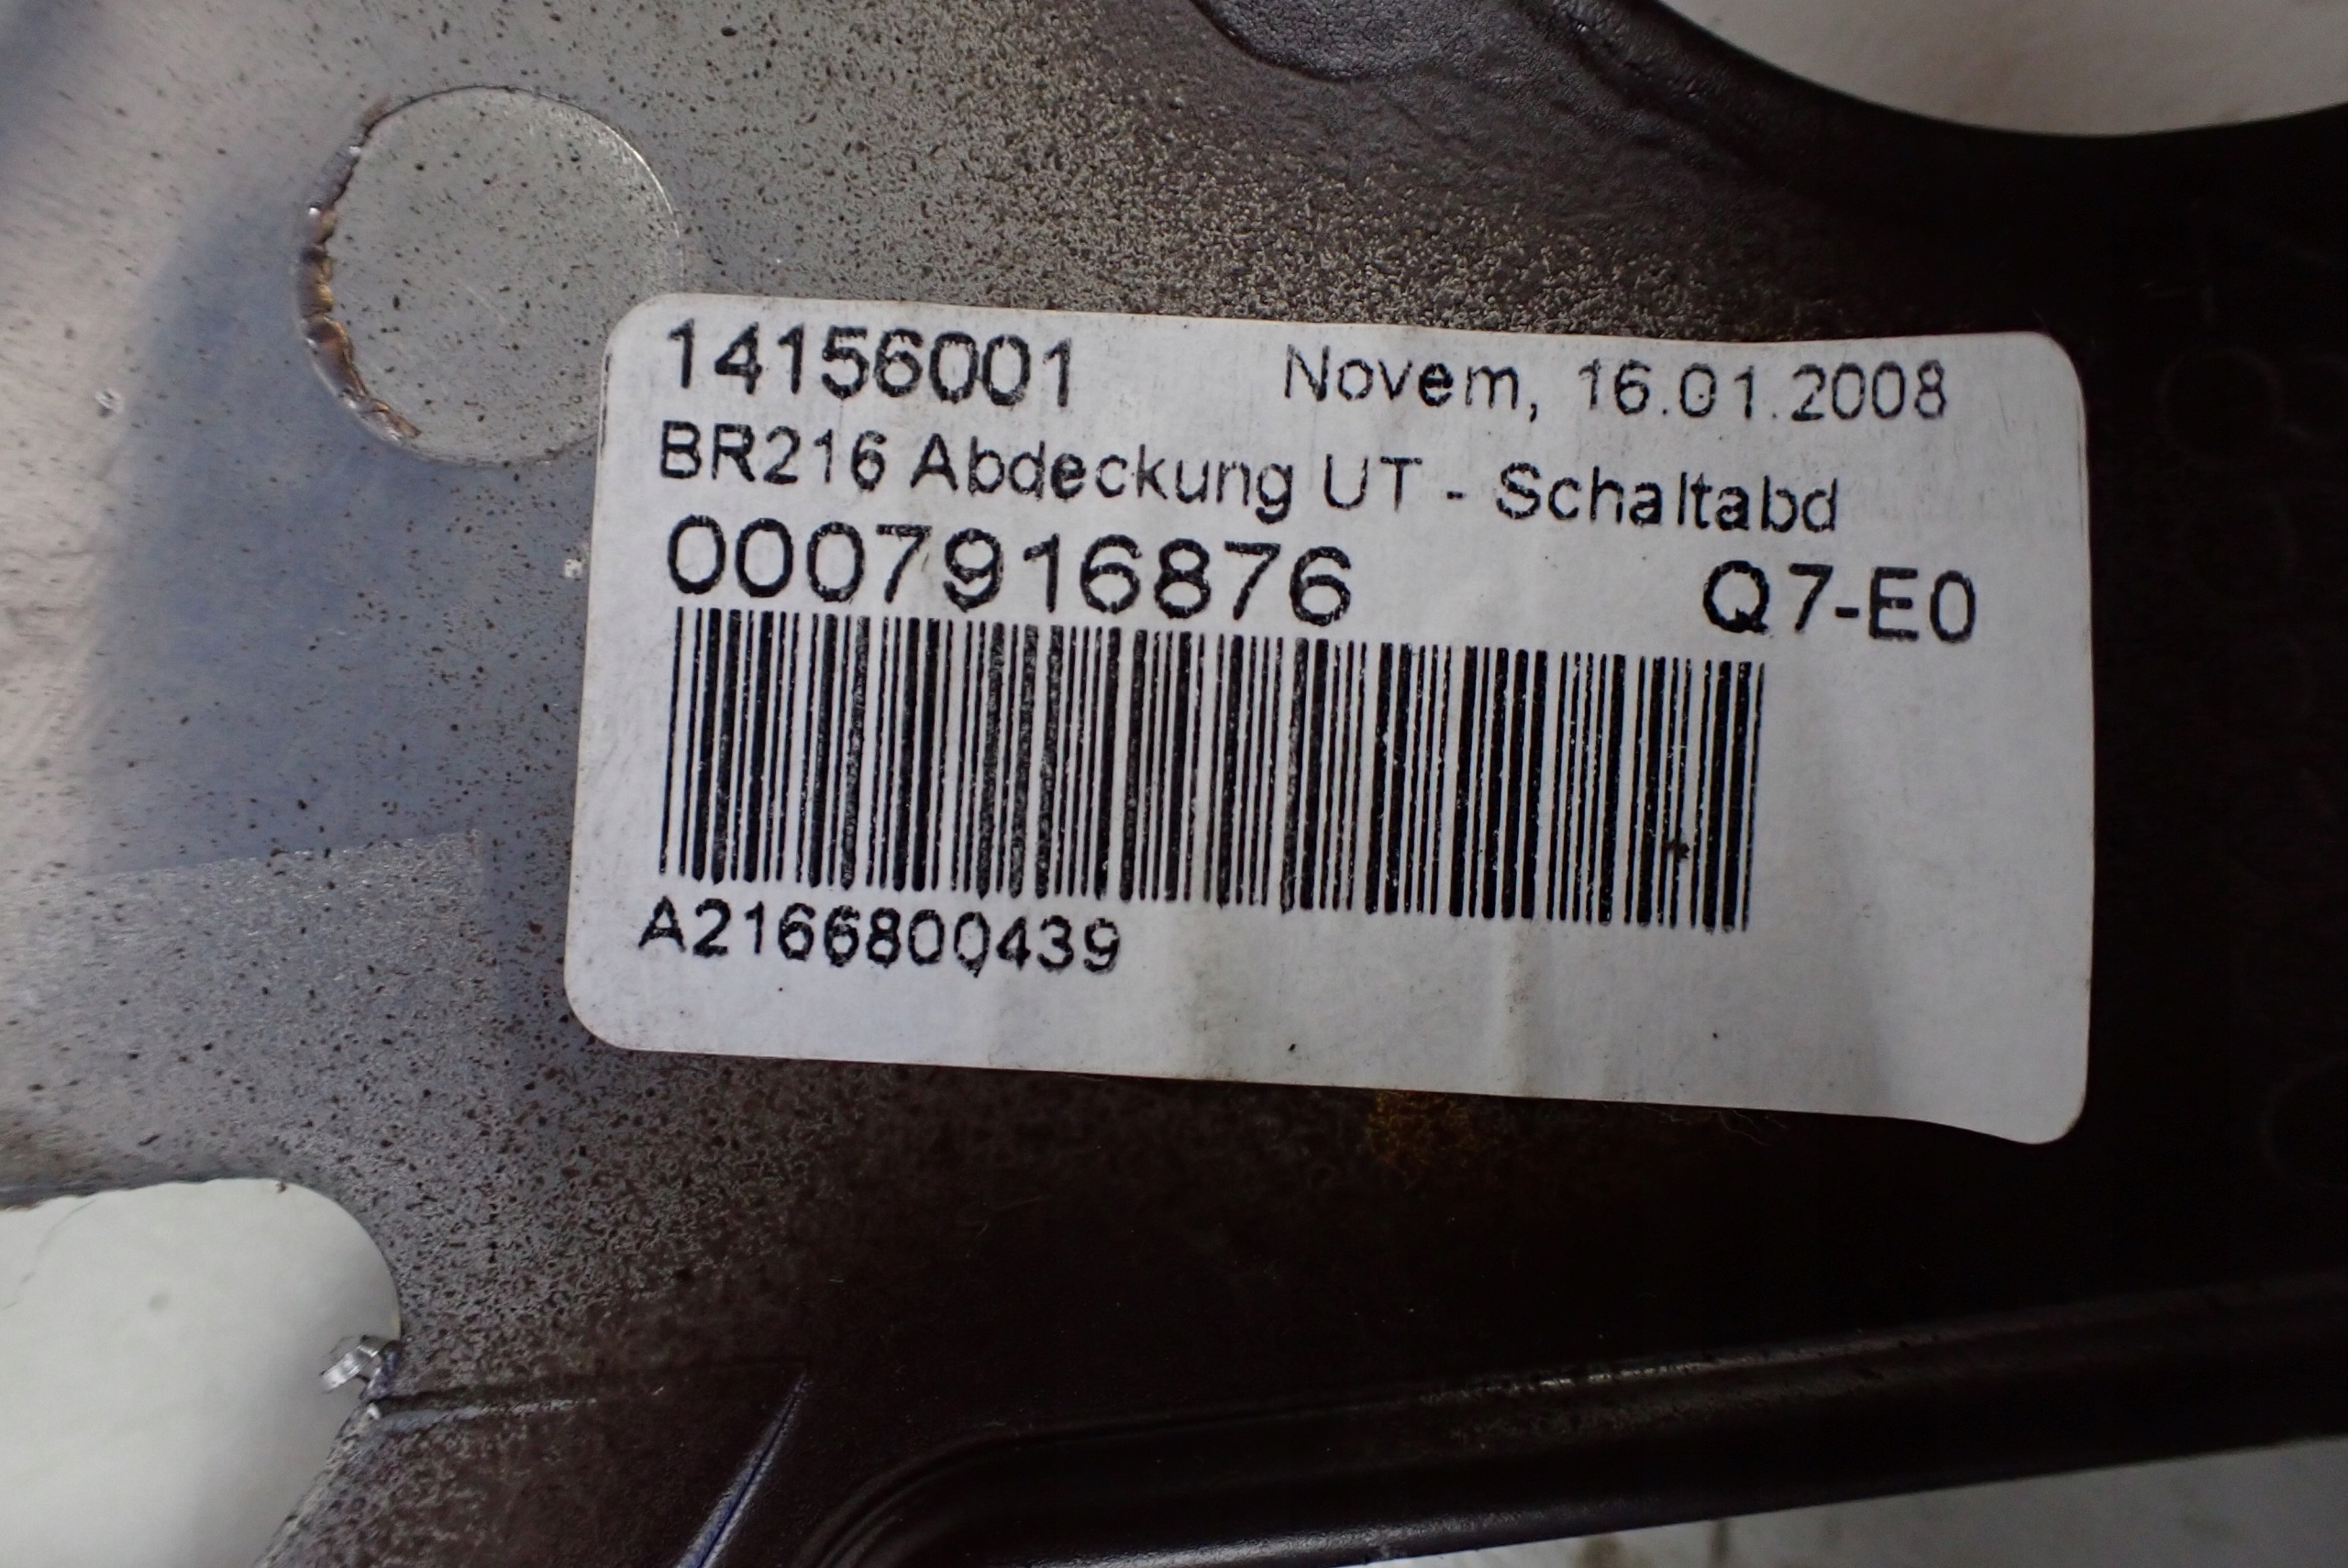 14156001 Novem, 16.01.2008
BR216 Abdeckung UT - Schaltabd
0007916876 Q7-E0
A2166800439